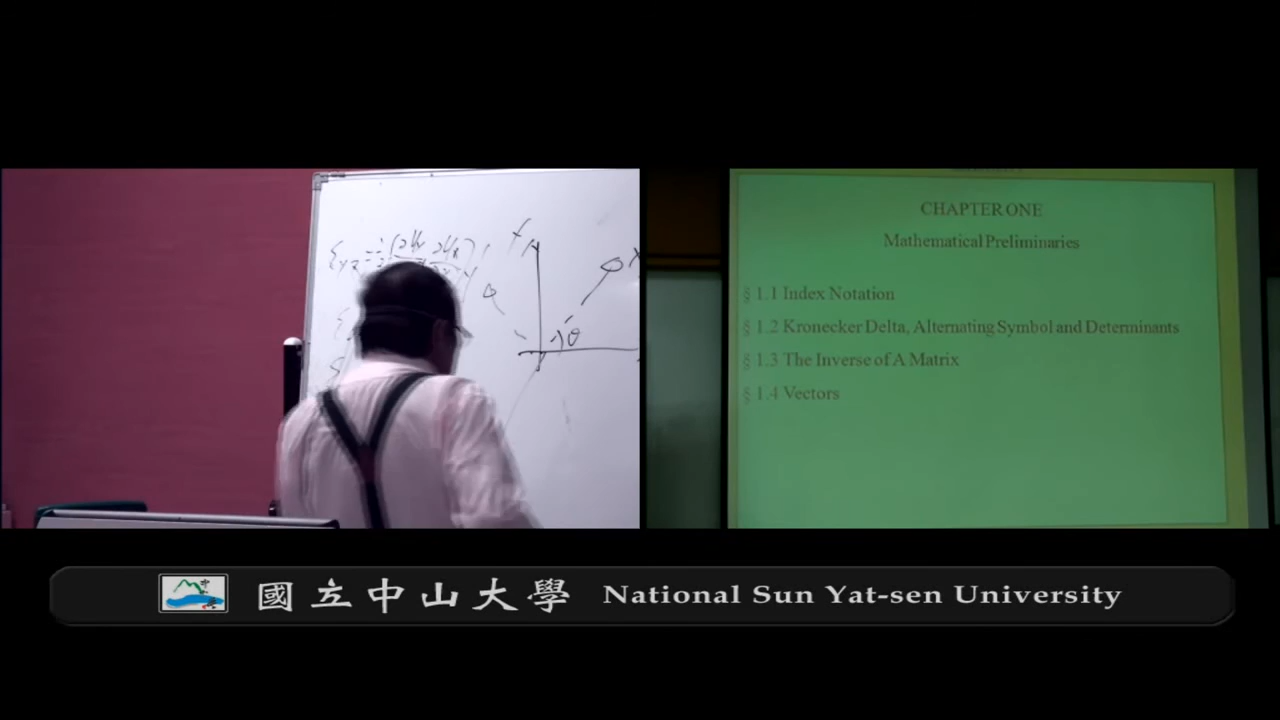 CHAPTER ONE
Mathematical Preliminaries
§ 1.1 Index Notation
§ 1.2 Kronecker Delta, Alternating Symbol and Determinants
§ 1.3 The Inverse of A Matrix
§ 1.4 Vectors
θ
國立中山大學 National Sun Yat-sen University